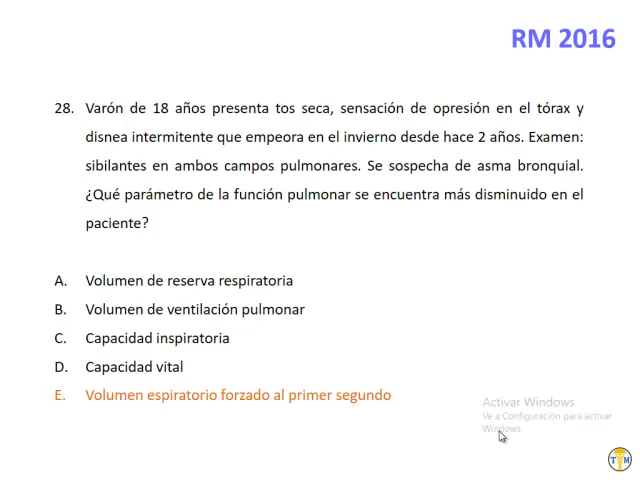 RM 2016
28. Varón de 18 años presenta tos seca, sensación de opresión en el tórax y
disnea intermitente que empeora en el invierno desde hace 2 años. Examen:
sibilantes en ambos campos pulmonares. Se sospecha de asma bronquial.
¿Qué parámetro de la función pulmonar se encuentra más disminuido en el
paciente?
A. Volumen de reserva respiratoria
B. Volumen de ventilación pulmonar
C. Capacidad inspiratoria
D. Capacidad vital
E. Volumen espiratorio forzado al primer segundo
Activar Windows
Ve a Configuración para activar
Windows.
T M